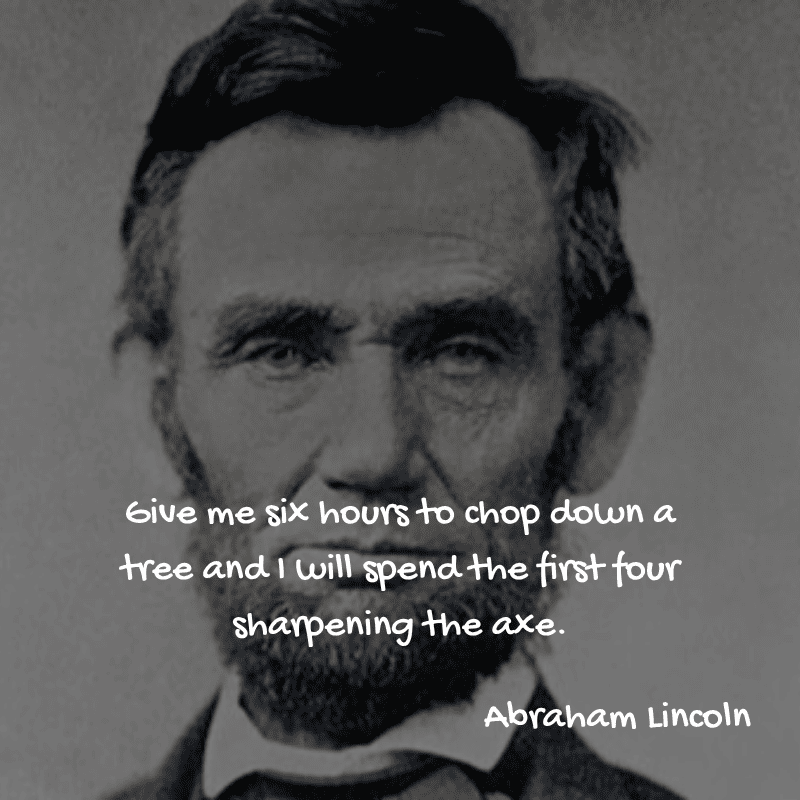 Give me six hours to chop down a
tree and I will spend the first four
sharpening the axe.
Abraham Lincoln